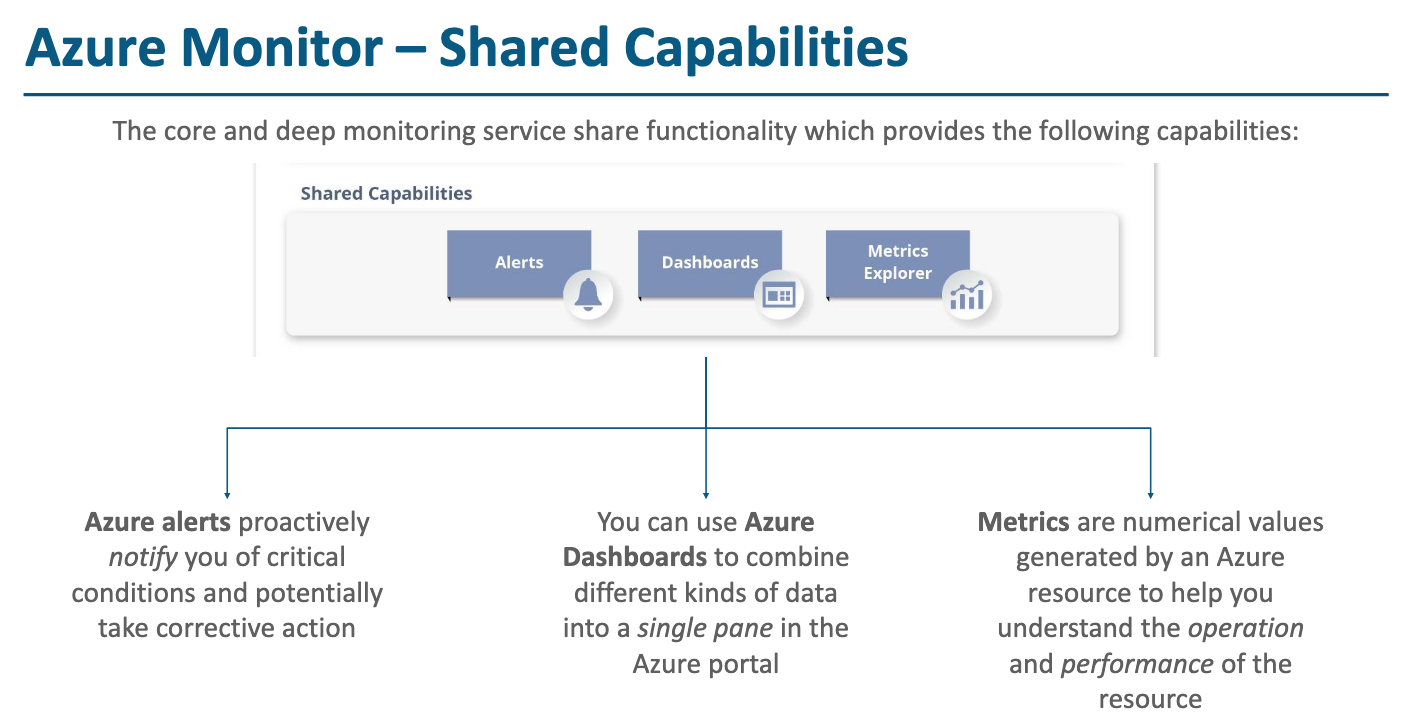 Azure Monitor – Shared Capabilities
The core and deep monitoring service share functionality which provides the following capabilities:
Shared Capabilities
Alerts
Dashboards
Metrics
Explorer
Azure alerts proactively
notify you of critical
conditions and potentially
take corrective action
You can use Azure
Dashboards to combine
different kinds of data
into a single pane in the
Azure portal
Metrics are numerical values
generated by an Azure
resource to help you
understand the operation
and performance of the
resource